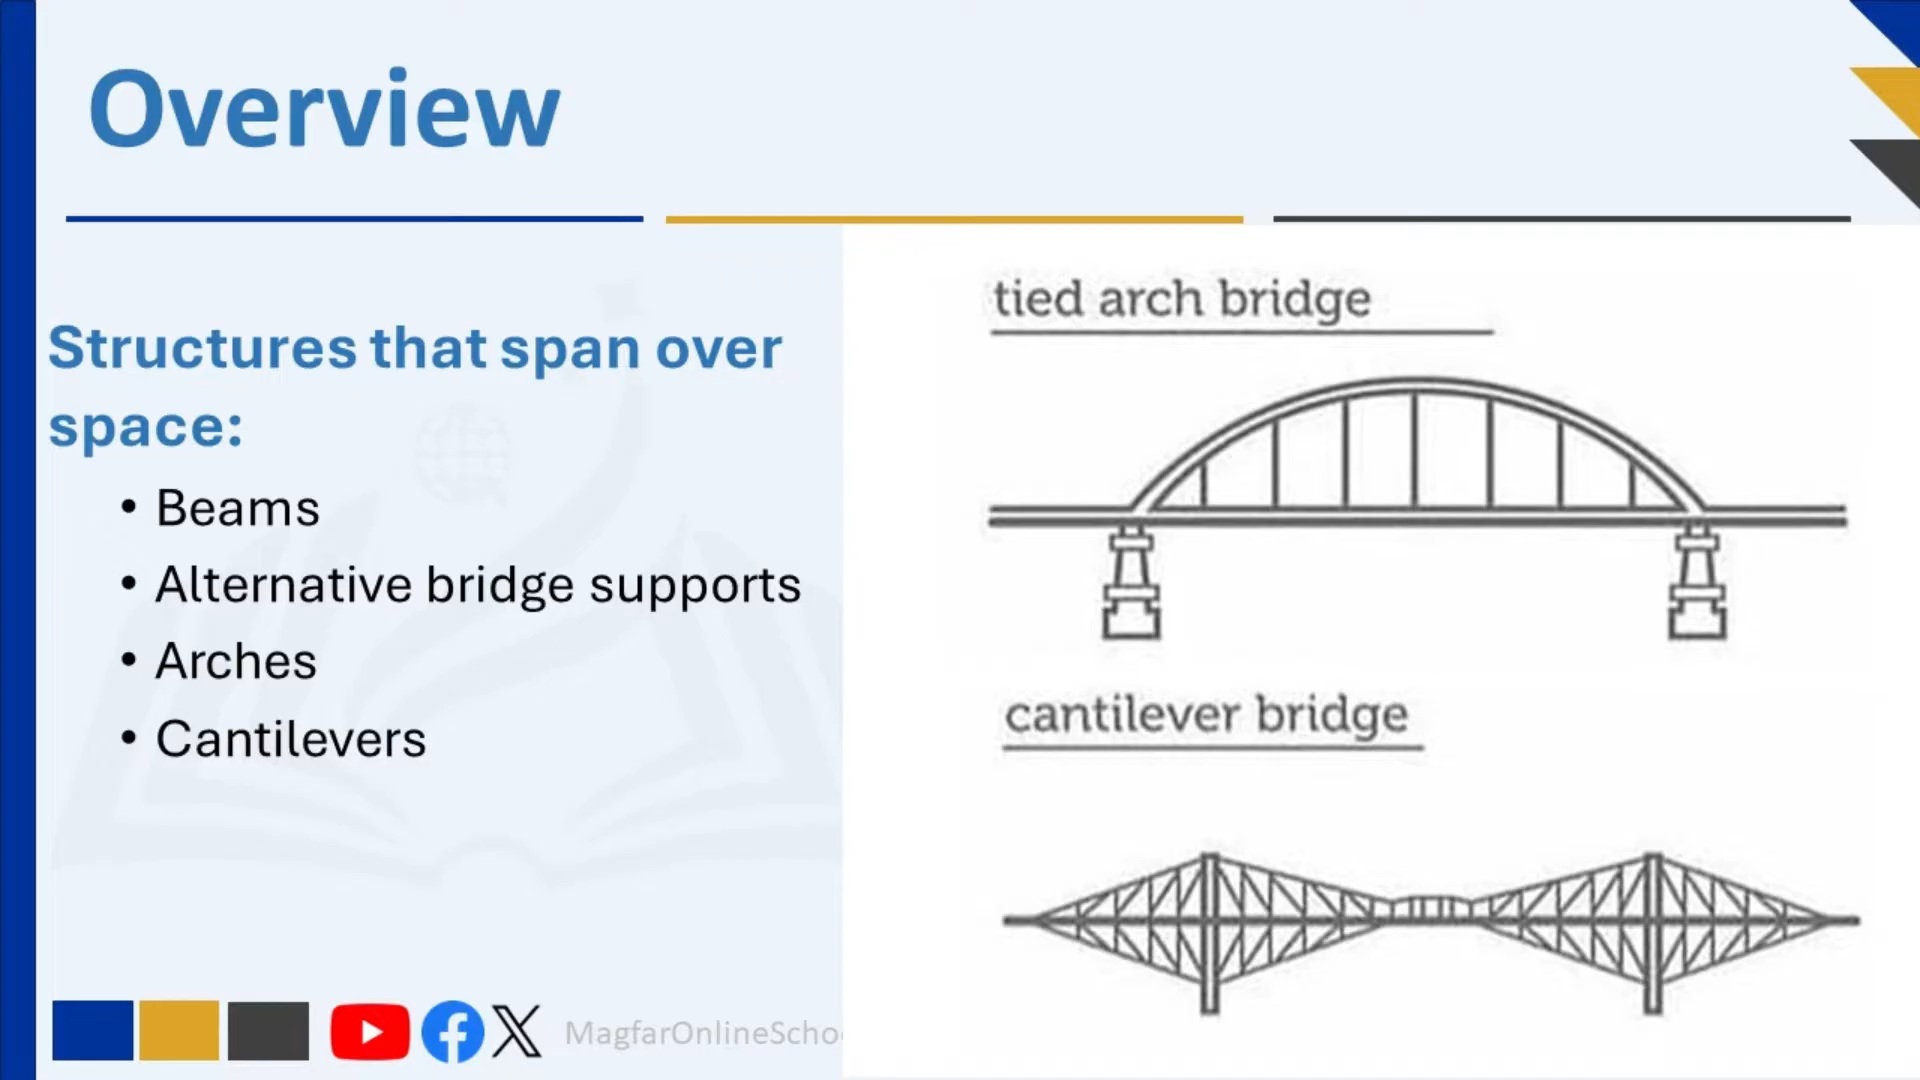 Overview
Structures that span over
space:
• Beams
• Alternative bridge supports
• Arches
• Cantilevers
tied arch bridge
cantilever bridge
MagfarOnlineScho